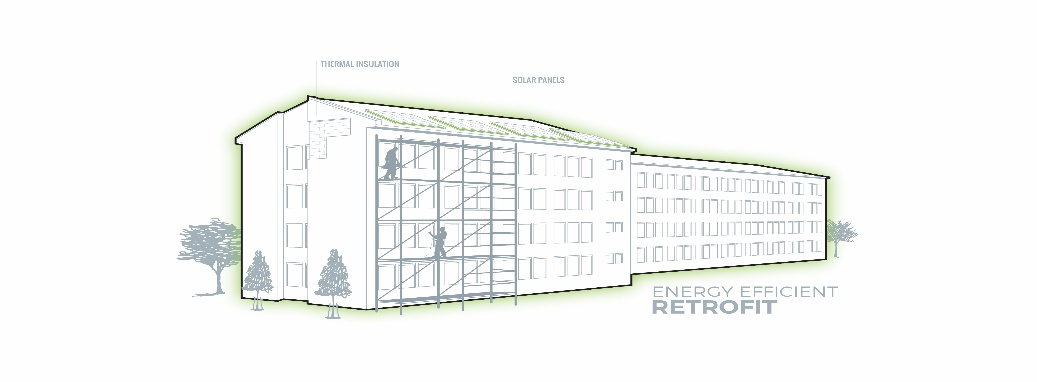 THERMAL INSULATION
SOLAR PANELS
ENERGY EFFICIENT
RETROFIT